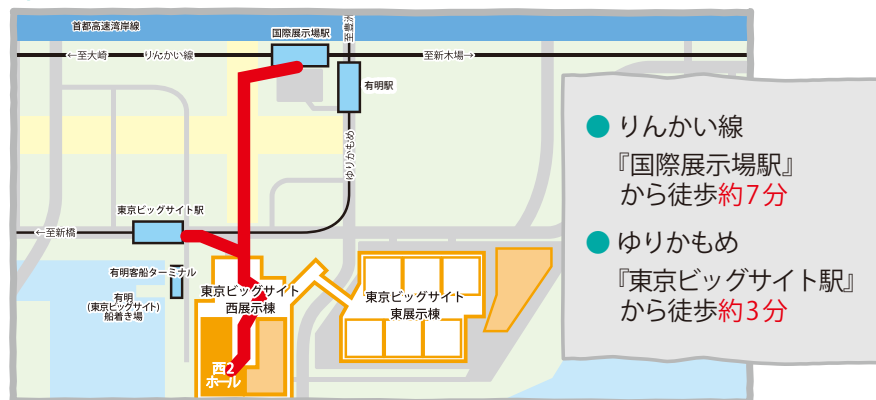 首都高速湾岸線
国際展示場駅
←至大崎
りんかい線
至新木場→
有明駅
ゆりかもめ
東京ビッグサイト駅
←至新橋
有明客船ターミナル
有明
(東京ビッグサイト)
船着き場
東京ビッグサイト
西展示棟
東京ビッグサイト
東展示棟
西2
ホール
● りんかい線
『国際展示場駅』
から徒歩約7分
● ゆりかもめ
『東京ビッグサイト駅』
から徒歩約3分